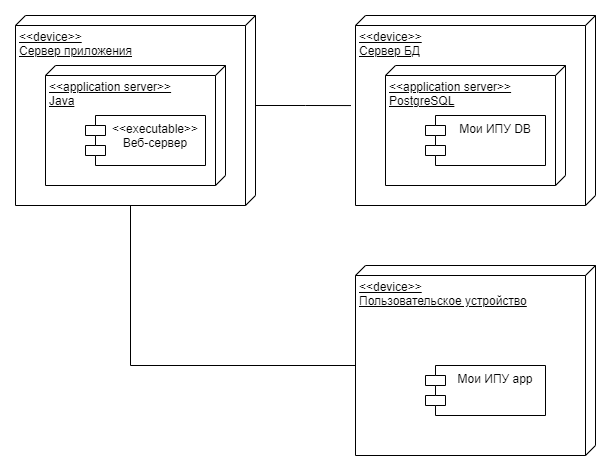 <<device>>
Сервер приложения
<<application server>>
Java
<<executable>>
Веб-сервер
<<device>>
Сервер БД
<<application server>>
PostgreSQL
Мои ИПУ DB
<<device>>
Пользовательское устройство
Мои ИПУ app